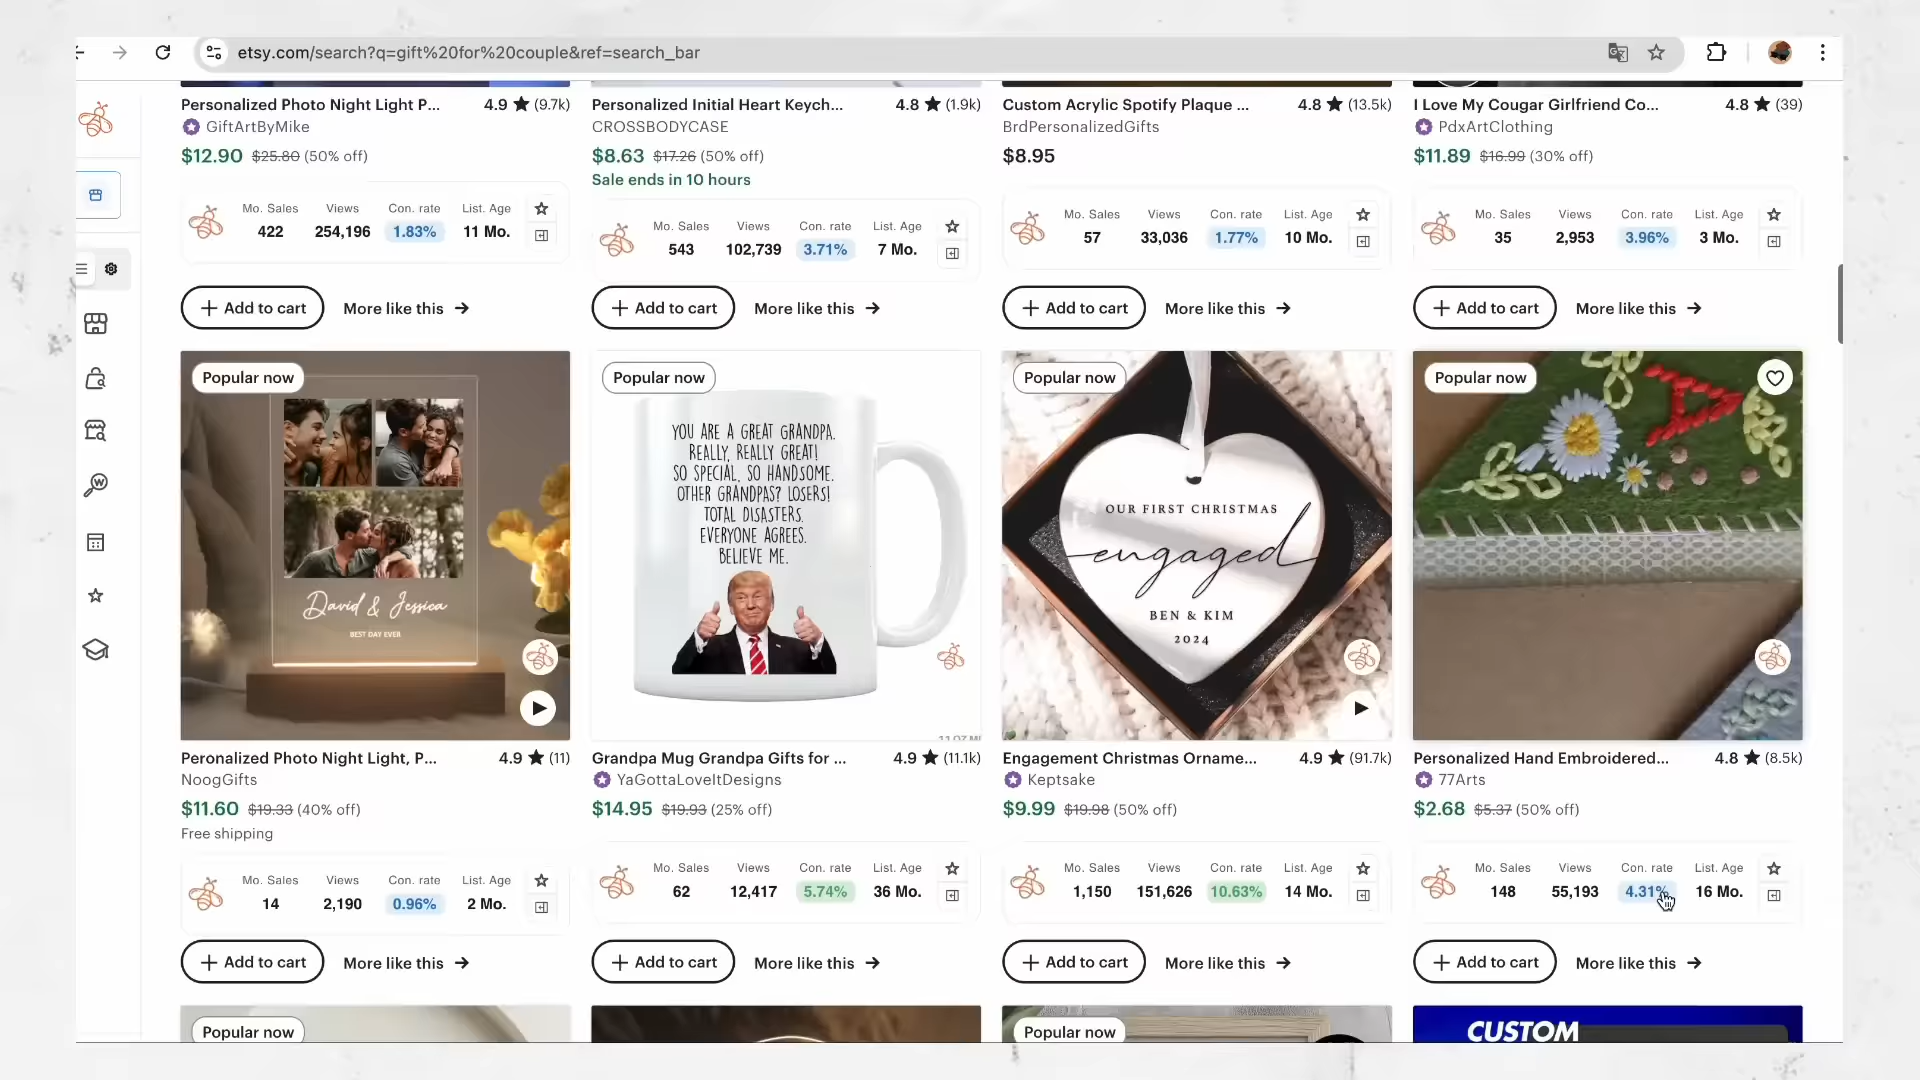 etsy.com/search?q=gift%20for%20couple&ref=search_bar
Personalized Photo Night Light P... 4.9 ★ (9.7k)
GiftArtByMike
$12.90 $25.80 (50% off)
Mo. Sales Views Con. rate List. Age
422 254,196 1.83% 11 Mo.
+ Add to cart More like this →
Personalized Initial Heart Keych... 4.8 ★ (1.9k)
CROSSBODYCASE
$8.63 $17.26 (50% off)
Sale ends in 10 hours
Mo. Sales Views Con. rate List. Age
543 102,739 3.71% 7 Mo.
+ Add to cart More like this →
Custom Acrylic Spotify Plaque ... 4.8 ★ (13.5k)
BrdPersonalizedGifts
$8.95
Mo. Sales Views Con. rate List. Age
57 33,036 1.77% 10 Mo.
+ Add to cart More like this →
I Love My Cougar Girlfriend Co... 4.8 ★ (39)
PdxArtClothing
$11.89 $16.99 (30% off)
Mo. Sales Views Con. rate List. Age
35 2,953 3.96% 3 Mo.
+ Add to cart More like this →
Popular now
David & Jessica
BEST DAY EVER
Peronalized Photo Night Light, P... 4.9 ★ (11)
NoogGifts
$11.60 $19.33 (40% off)
Free shipping
Mo. Sales Views Con. rate List. Age
14 2,190 0.96% 2 Mo.
+ Add to cart More like this →
Popular now
YOU ARE A GREAT GRANDPA.
REALLY, REALLY GREAT!
SO SPECIAL, SO HANDSOME.
OTHER GRANDPAS? LOSERS!
TOTAL DISASTERS.
EVERYONE AGREES.
BELIEVE ME.
Grandpa Mug Grandpa Gifts for ... 4.9 ★ (11.1k)
YaGottaLoveItDesigns
$14.95 $19.93 (25% off)
Mo. Sales Views Con. rate List. Age
62 12,417 5.74% 36 Mo.
+ Add to cart More like this →
Popular now
OUR FIRST CHRISTMAS
engaged
BEN & KIM
2024
Engagement Christmas Orname... 4.9 ★ (91.7k)
Keptsake
$9.99 $19.98 (50% off)
Mo. Sales Views Con. rate List. Age
1,150 151,626 10.63% 14 Mo.
+ Add to cart More like this →
Popular now
Personalized Hand Embroidered... 4.8 ★ (8.5k)
77Arts
$2.68 $5.37 (50% off)
Mo. Sales Views Con. rate List. Age
148 55,193 4.31% 16 Mo.
+ Add to cart More like this →
Popular now
Popular now
CUSTOM